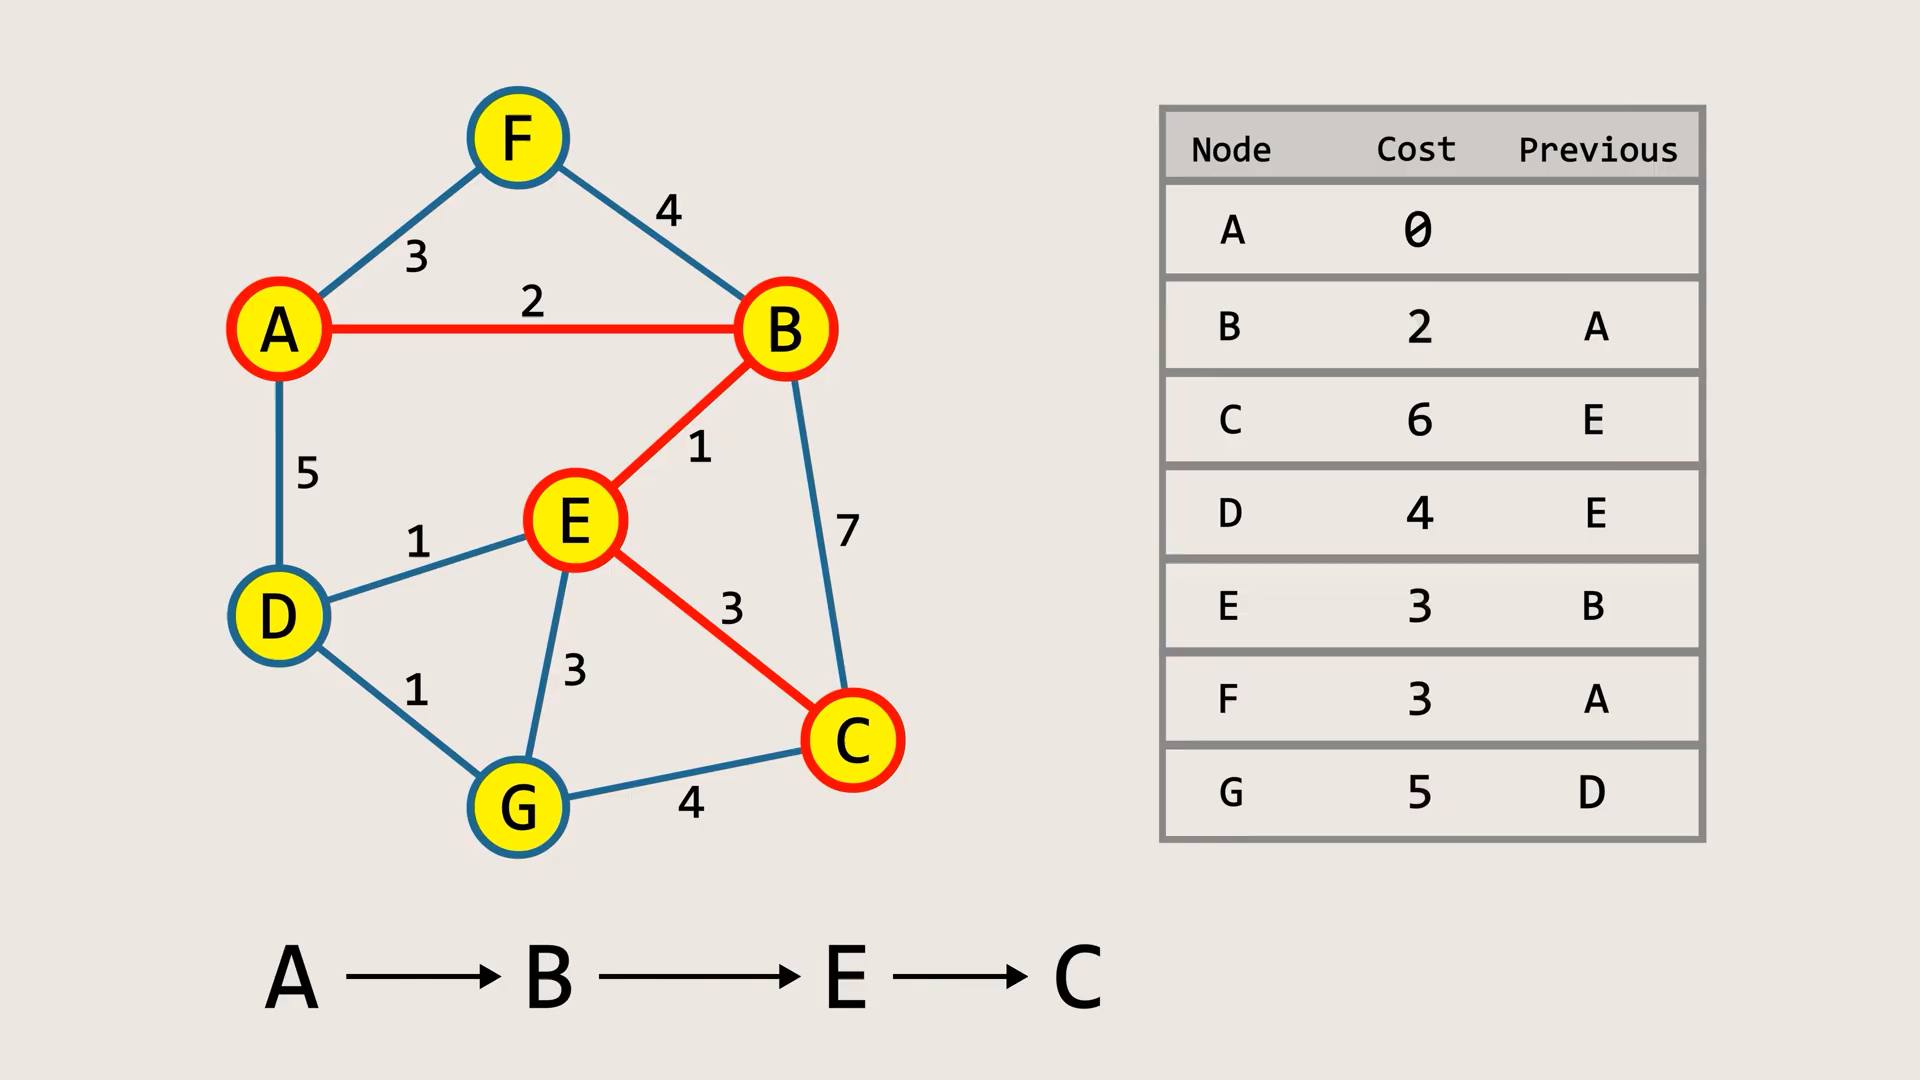 F
3
4
2
A
B
5
1
1
7
E
D
3
1
3
C
G
4
Node Cost Previous
A 0
B 2 A
C 6 E
D 4 E
E 3 B
F 3 A
G 5 D
A → B → E → C